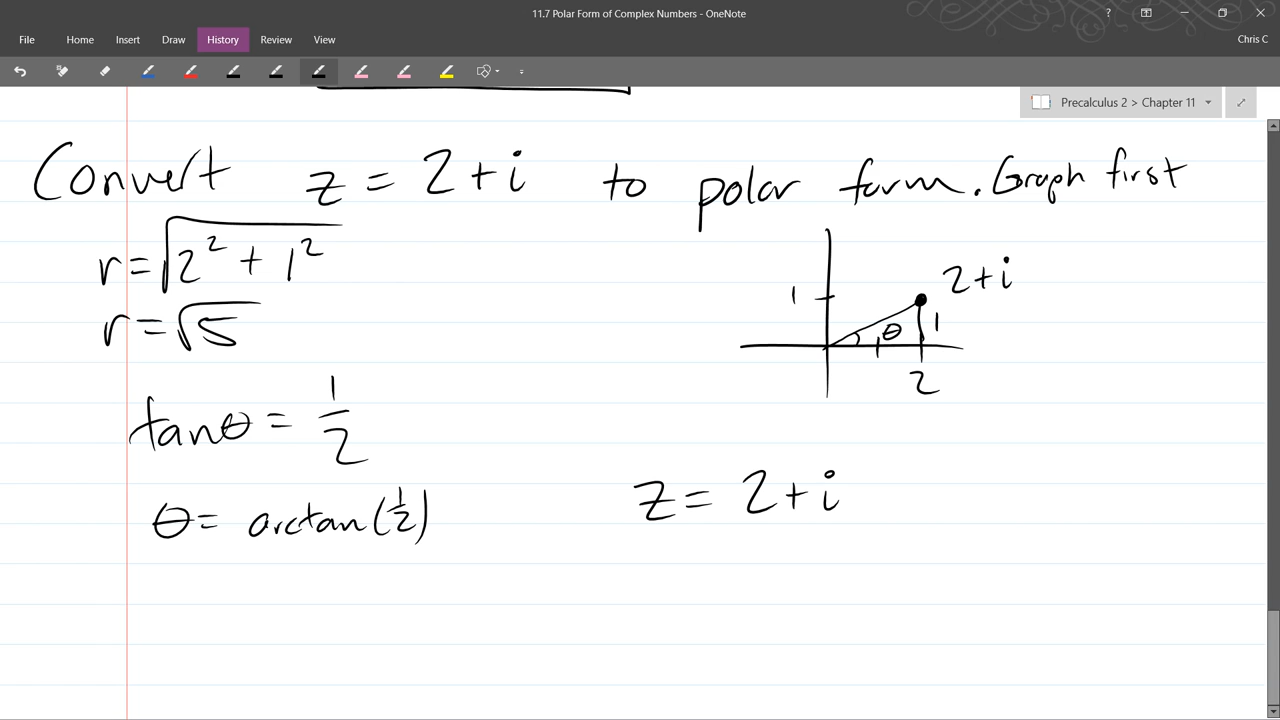 11.7 Polar Form of Complex Numbers - OneNote
File Home Insert Draw History Review View Chris C
Precalculus 2 > Chapter 11
Convert z = 2 + i to polar form. Graph first
r = √(2² + 1²)
r = √5
2 + i
1
θ
1
2
tanθ = 1/2
θ = arctan(1/2)
z = 2 + i